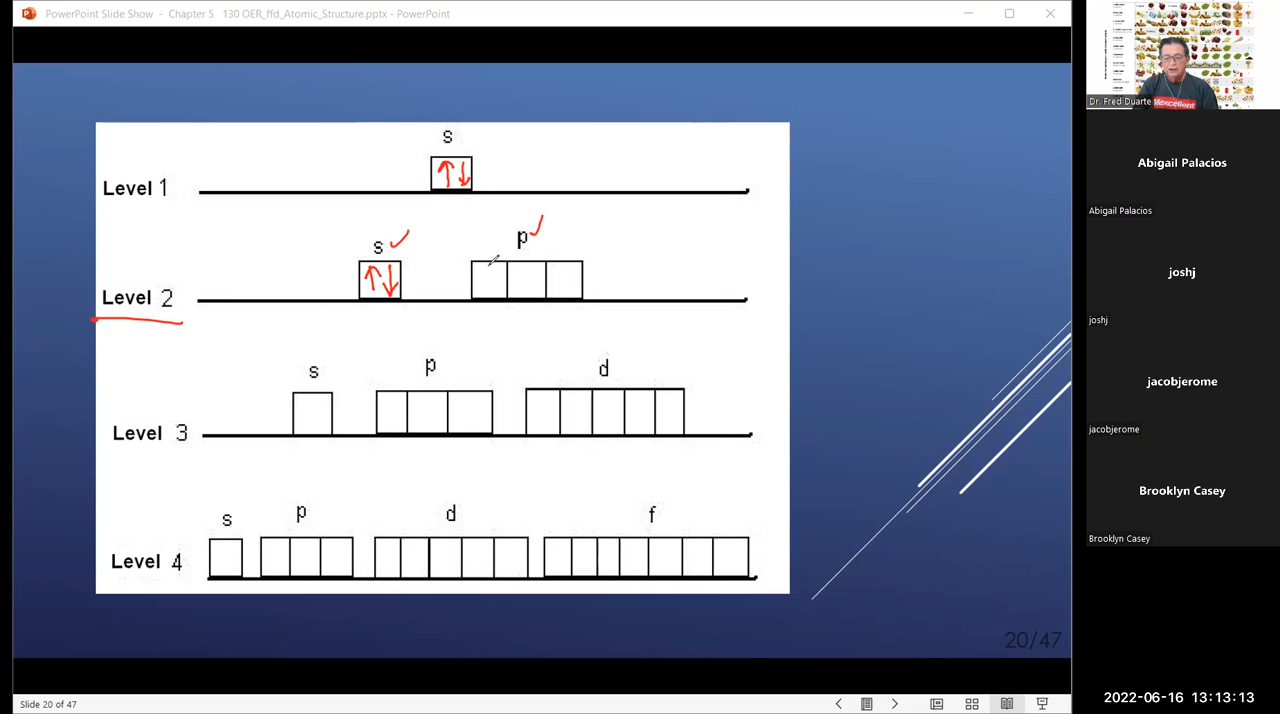 PowerPoint Slide Show - Chapter 5 130 OER_ffd_Atomic_Structure.pptx - PowerPoint
s
Level 1
s p
Level 2
s p d
Level 3
s p d f
Level 4
20/47
Slide 20 of 47
Dr. Fred Duarte
Mexcellent
Abigail Palacios
Abigail Palacios
joshj
joshj
jacobjerome
jacobjerome
Brooklyn Casey
Brooklyn Casey
2022-06-16 13:13:13